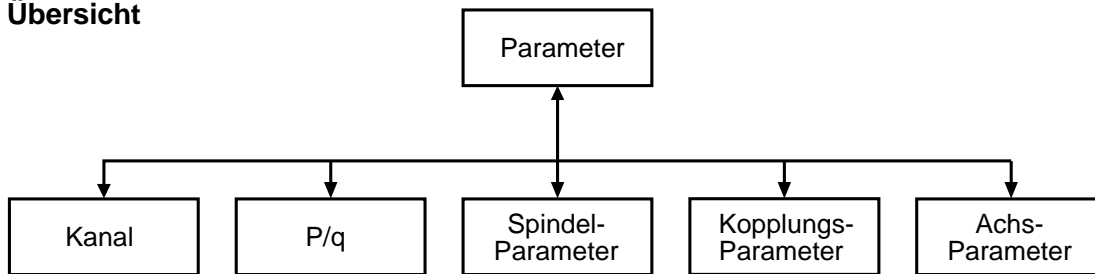 Übersicht
Parameter
Kanal
P/q
Spindel-
Parameter
Kopplungs-
Parameter
Achs-
Parameter